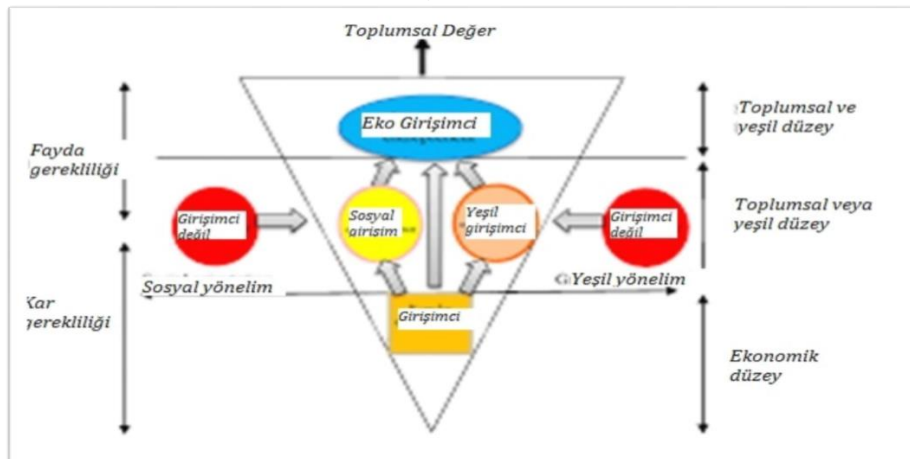 Toplumsal Değer
Eko Girişimci
Toplumsal ve
yeşil düzey
Fayda
gerekliliği
Girişimci
değil
Sosyal
girişim
Yeşil
girişimci
Girişimci
değil
Toplumsal veya
yeşil düzey
Sosyal yönelim
Yeşil yönelim
Kar
gerekliliği
Girişimci
Ekonomik
düzey